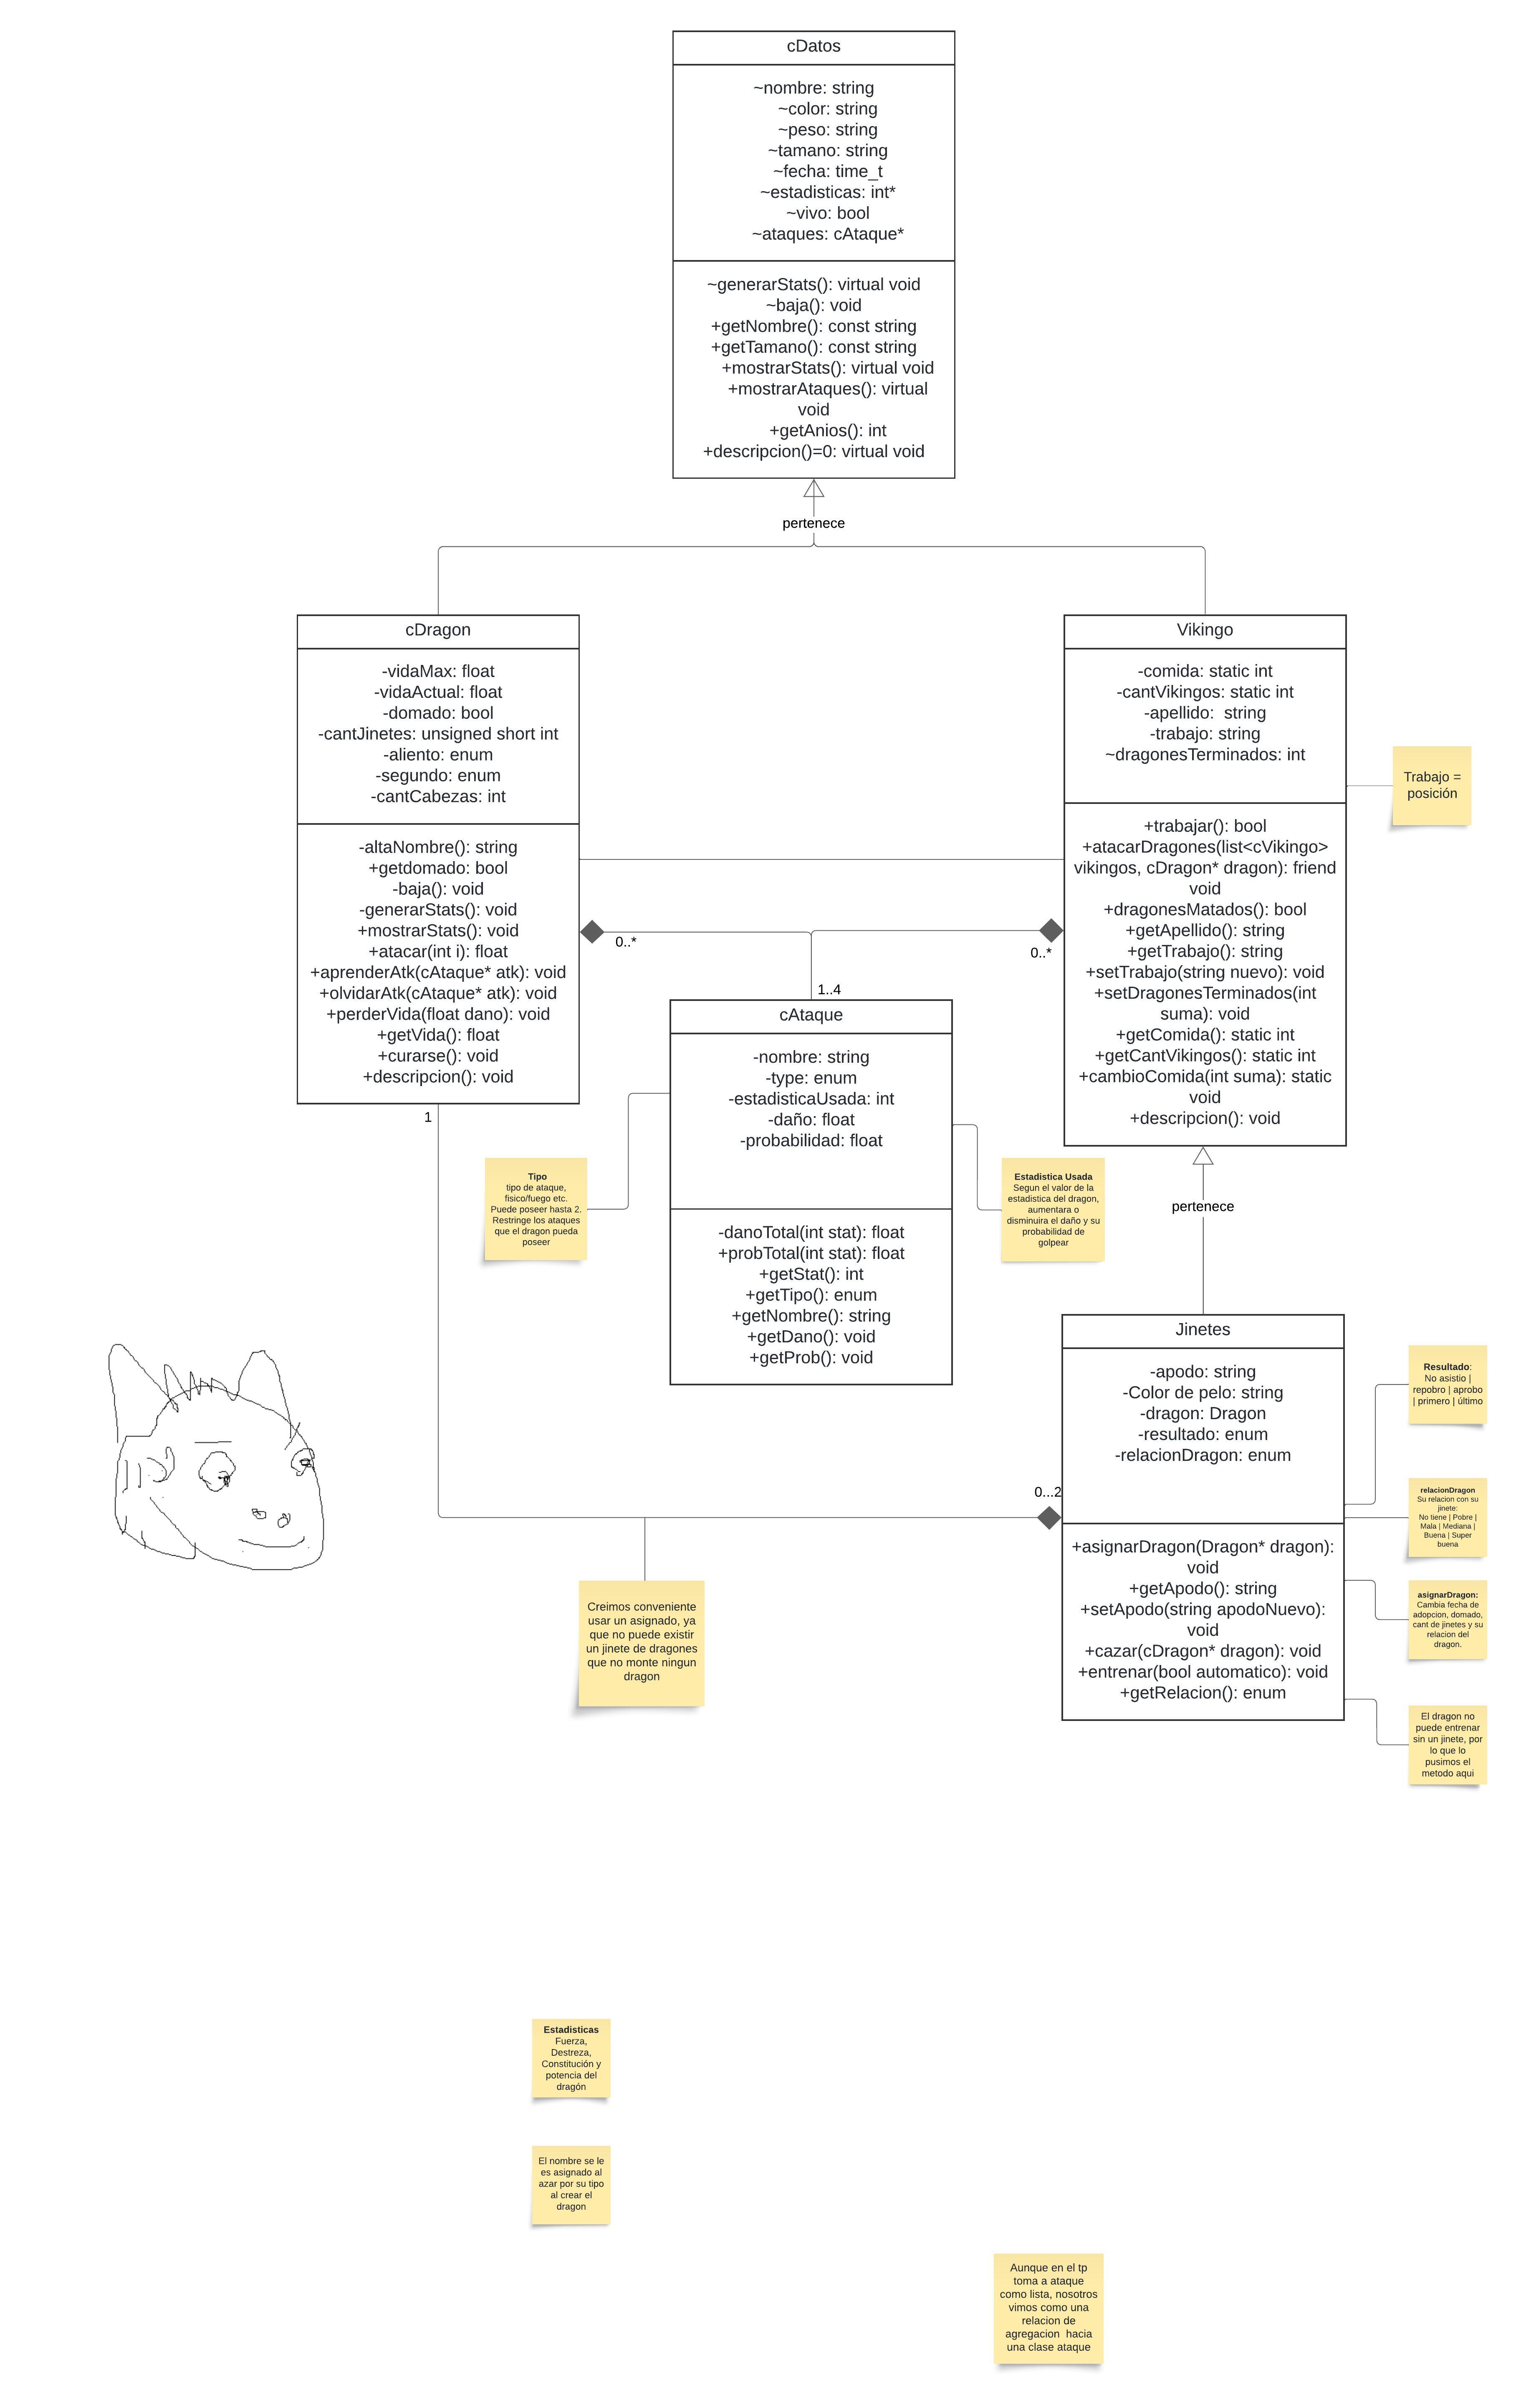 cDatos
~nombre: string
~color: string
~peso: string
~tamano: string
~fecha: time_t
~estadisticas: int*
~vivo: bool
~ataques: cAtaque*
~generarStats(): virtual void
~baja(): void
+getNombre(): const string
+getTamano(): const string
+mostrarStats(): virtual void
+mostrarAtaques(): virtual
void
+getAnios(): int
+descripcion()=0: virtual void
pertenece
cDragon
-vidaMax: float
-vidaActual: float
-domado: bool
-cantJinetes: unsigned short int
-aliento: enum
-segundo: enum
-cantCabezas: int
-altaNombre(): string
+getdomado: bool
-baja(): void
-generarStats(): void
+mostrarStats(): void
+atacar(int i): float
+aprenderAtk(cAtaque* atk): void
+olvidarAtk(cAtaque* atk): void
+perderVida(float dano): void
+getVida(): float
+curarse(): void
+descripcion(): void
Vikingo
-comida: static int
-cantVikingos: static int
-apellido:  string
-trabajo: string
~dragonesTerminados: int
+trabajar(): bool
+atacarDragones(list<cVikingo>
vikingos, cDragon* dragon): friend
void
+dragonesMatados(): bool
+getApellido(): string
+getTrabajo(): string
+setTrabajo(string nuevo): void
+setDragonesTerminados(int
suma): void
+getComida(): static int
+getCantVikingos(): static int
+cambioComida(int suma): static
void
+descripcion(): void
Trabajo =
posición
0..*
0..*
1..4
cAtaque
-nombre: string
-type: enum
-estadisticaUsada: int
-daño: float
-probabilidad: float
-danoTotal(int stat): float
+probTotal(int stat): float
+getStat(): int
+getTipo(): enum
+getNombre(): string
+getDano(): void
+getProb(): void
1
Tipo
tipo de ataque,
fisico/fuego etc.
Puede poseer hasta 2.
Restringe los ataques
que el dragon pueda
poseer
Estadistica Usada
Segun el valor de la
estadistica del dragon,
aumentara o
disminuira el daño y su
probabilidad de
golpear
pertenece
Jinetes
-apodo: string
-Color de pelo: string
-dragon: Dragon
-resultado: enum
-relacionDragon: enum
0...2
+asignarDragon(Dragon* dragon):
void
+getApodo(): string
+setApodo(string apodoNuevo):
void
+cazar(cDragon* dragon): void
+entrenar(bool automatico): void
+getRelacion(): enum
Resultado:
No asistio |
repobro | aprobo
| primero | último
relacionDragon
Su relacion con su
jinete:
No tiene | Pobre |
Mala | Mediana |
Buena | Super
buena
asignarDragon:
Cambia fecha de
adopcion, domado,
cant de jinetes y su
relacion del
dragon.
El dragon no
puede entrenar
sin un jinete, por
lo que lo
pusimos el
metodo aqui
Creimos conveniente
usar un asignado, ya
que no puede existir
un jinete de dragones
que no monte ningun
dragon
Estadisticas
Fuerza,
Destreza,
Constitución y
potencia del
dragón
El nombre se le
es asignado al
azar por su tipo
al crear el
dragon
Aunque en el tp
toma a ataque
como lista, nosotros
vimos como una
relacion de
agregacion  hacia
una clase ataque